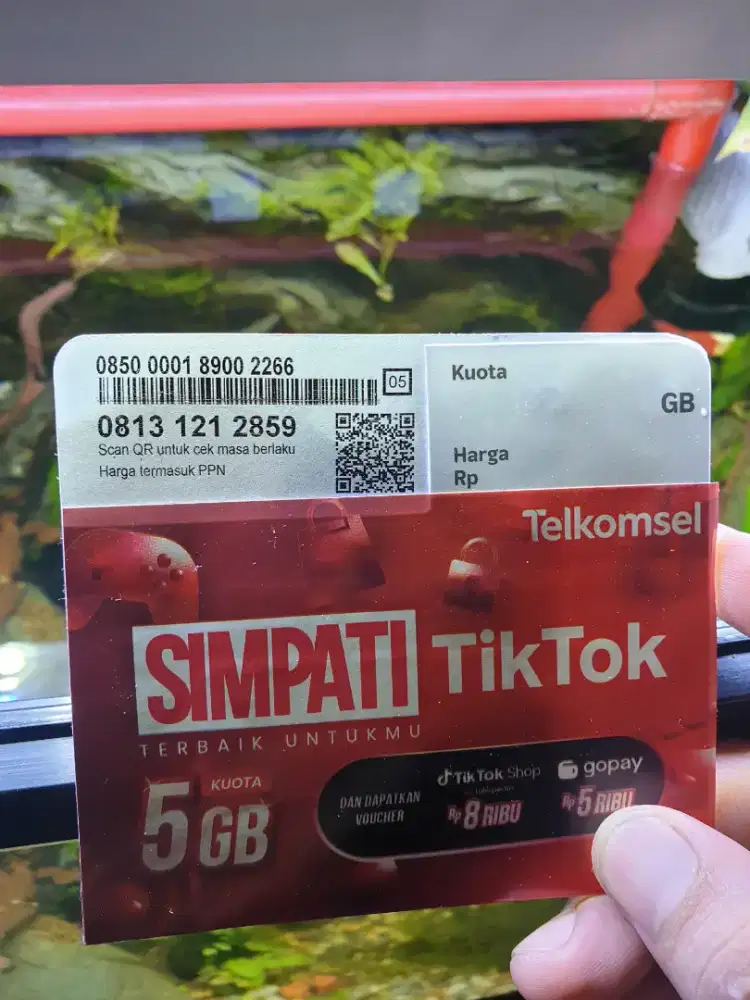 0850 0001 8900 2266
05
0813 121 2859
Scan QR untuk cek masa berlaku
Harga termasuk PPN
Kuota
GB
Harga
Rp
Telkomsel
SIMPATI TikTok
TERBAIK UNTUKMU
KUOTA
5 GB
DAN DAPATKAN
VOUCHER
TikTok Shop
Rp 8 RIBU
gopay
Rp 5 RIBU